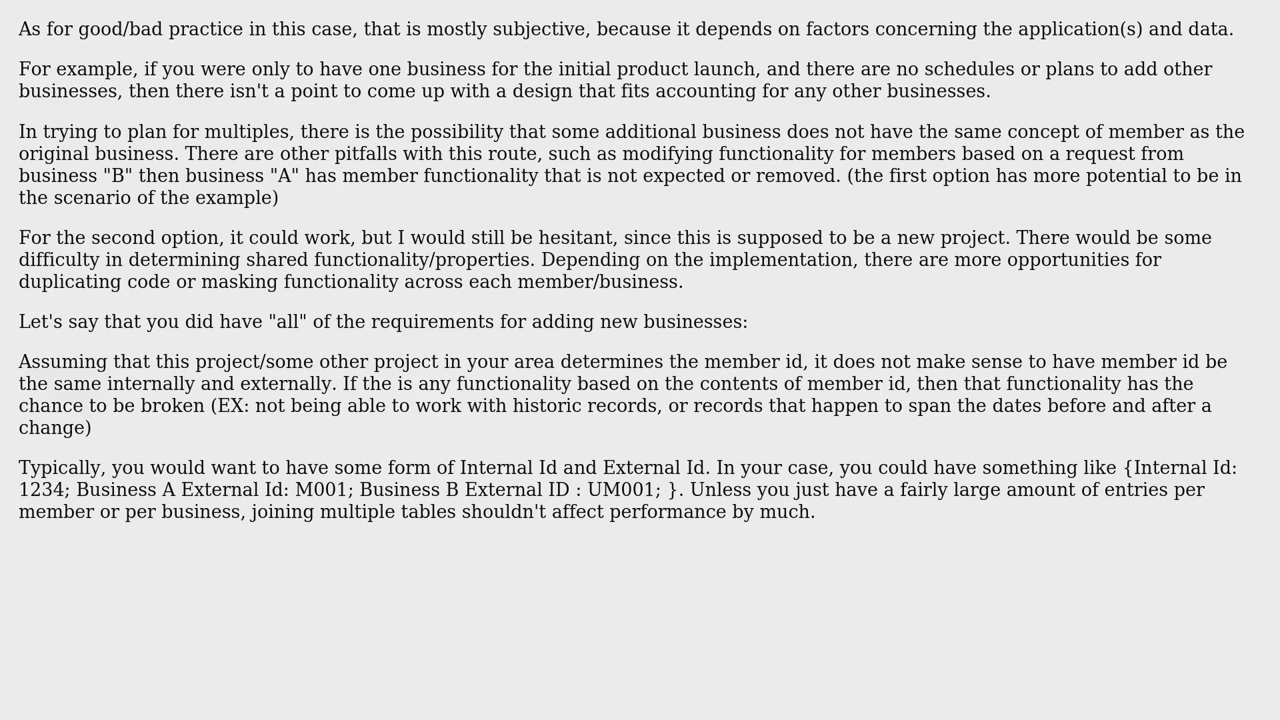 As for good/bad practice in this case, that is mostly subjective, because it depends on factors concerning the application(s) and data.
For example, if you were only to have one business for the initial product launch, and there are no schedules or plans to add other
businesses, then there isn't a point to come up with a design that fits accounting for any other businesses.
In trying to plan for multiples, there is the possibility that some additional business does not have the same concept of member as the
original business. There are other pitfalls with this route, such as modifying functionality for members based on a request from
business "B" then business "A" has member functionality that is not expected or removed. (the first option has more potential to be in
the scenario of the example)
For the second option, it could work, but I would still be hesitant, since this is supposed to be a new project. There would be some
difficulty in determining shared functionality/properties. Depending on the implementation, there are more opportunities for
duplicating code or masking functionality across each member/business.
Let's say that you did have "all" of the requirements for adding new businesses:
Assuming that this project/some other project in your area determines the member id, it does not make sense to have member id be
the same internally and externally. If the is any functionality based on the contents of member id, then that functionality has the
chance to be broken (EX: not being able to work with historic records, or records that happen to span the dates before and after a
change)
Typically, you would want to have some form of Internal Id and External Id. In your case, you could have something like {Internal Id:
1234; Business A External Id: M001; Business B External ID : UM001; }. Unless you just have a fairly large amount of entries per
member or per business, joining multiple tables shouldn't affect performance by much.